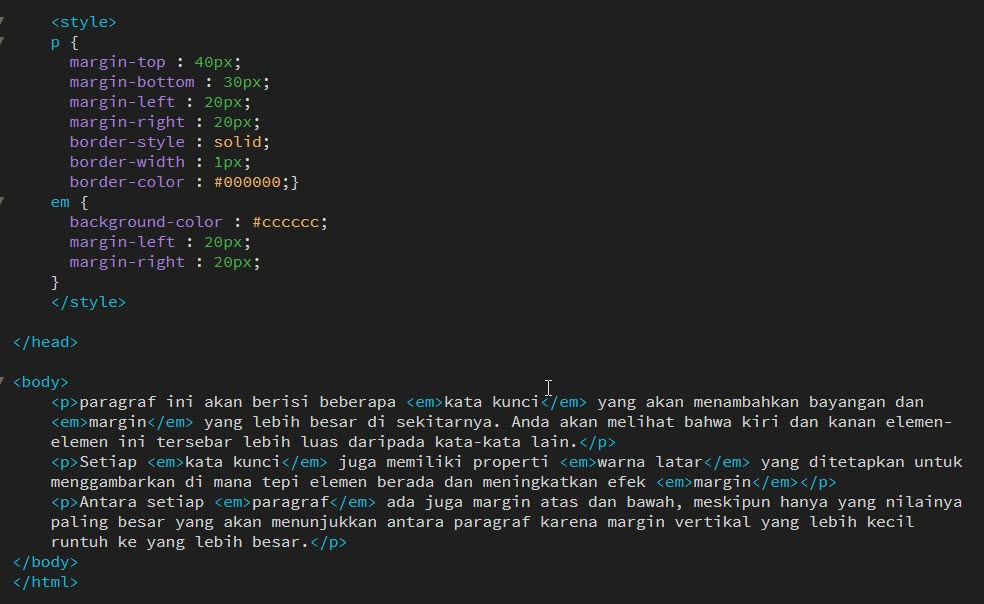 <style>
p {
margin-top : 40px;
margin-bottom : 30px;
margin-left : 20px;
margin-right : 20px;
border-style : solid;
border-width : 1px;
border-color : #000000;}
em {
background-color : #cccccc;
margin-left : 20px;
margin-right : 20px;
}
</style>
</head>
<body>
<p>paragraf ini akan berisi beberapa <em>kata kunci</em> yang akan menambahkan bayangan dan
<em>margin</em> yang lebih besar di sekitarnya. Anda akan melihat bahwa kiri dan kanan elemen-
elemen ini tersebar lebih luas daripada kata-kata lain.</p>
<p>Setiap <em>kata kunci</em> juga memiliki properti <em>warna latar</em> yang ditetapkan untuk
menggambarkan di mana tepi elemen berada dan meningkatkan efek <em>margin</em></p>
<p>Antara setiap <em>paragraf</em> ada juga margin atas dan bawah, meskipun hanya yang nilainya
paling besar yang akan menunjukkan antara paragraf karena margin vertikal yang lebih kecil
runtuh ke yang lebih besar.</p>
</body>
</html>